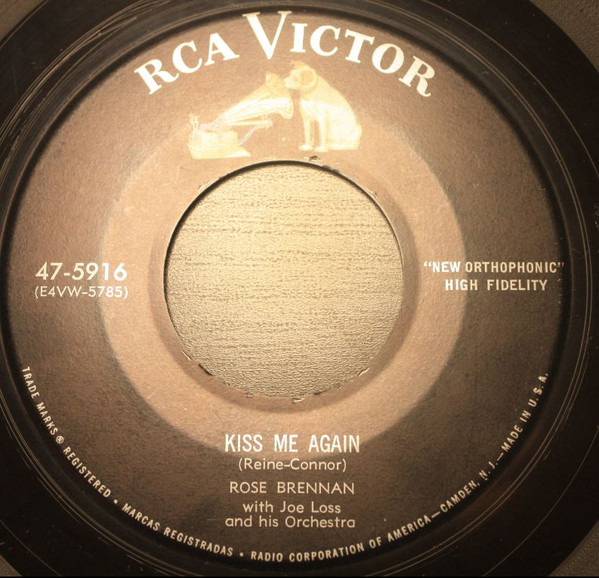 RCA VICTOR
47-5916
(E4VW-5785)
"NEW ORTHOPHONIC"
HIGH FIDELITY
KISS ME AGAIN
(Reine-Connor)
ROSE BRENNAN
with Joe Loss
and his Orchestra
TRADE MARKS ® REGISTERED • MARCAS REGISTRADAS • RADIO CORPORATION OF AMERICA—CAMDEN, N.J.—MADE IN U.S.A.